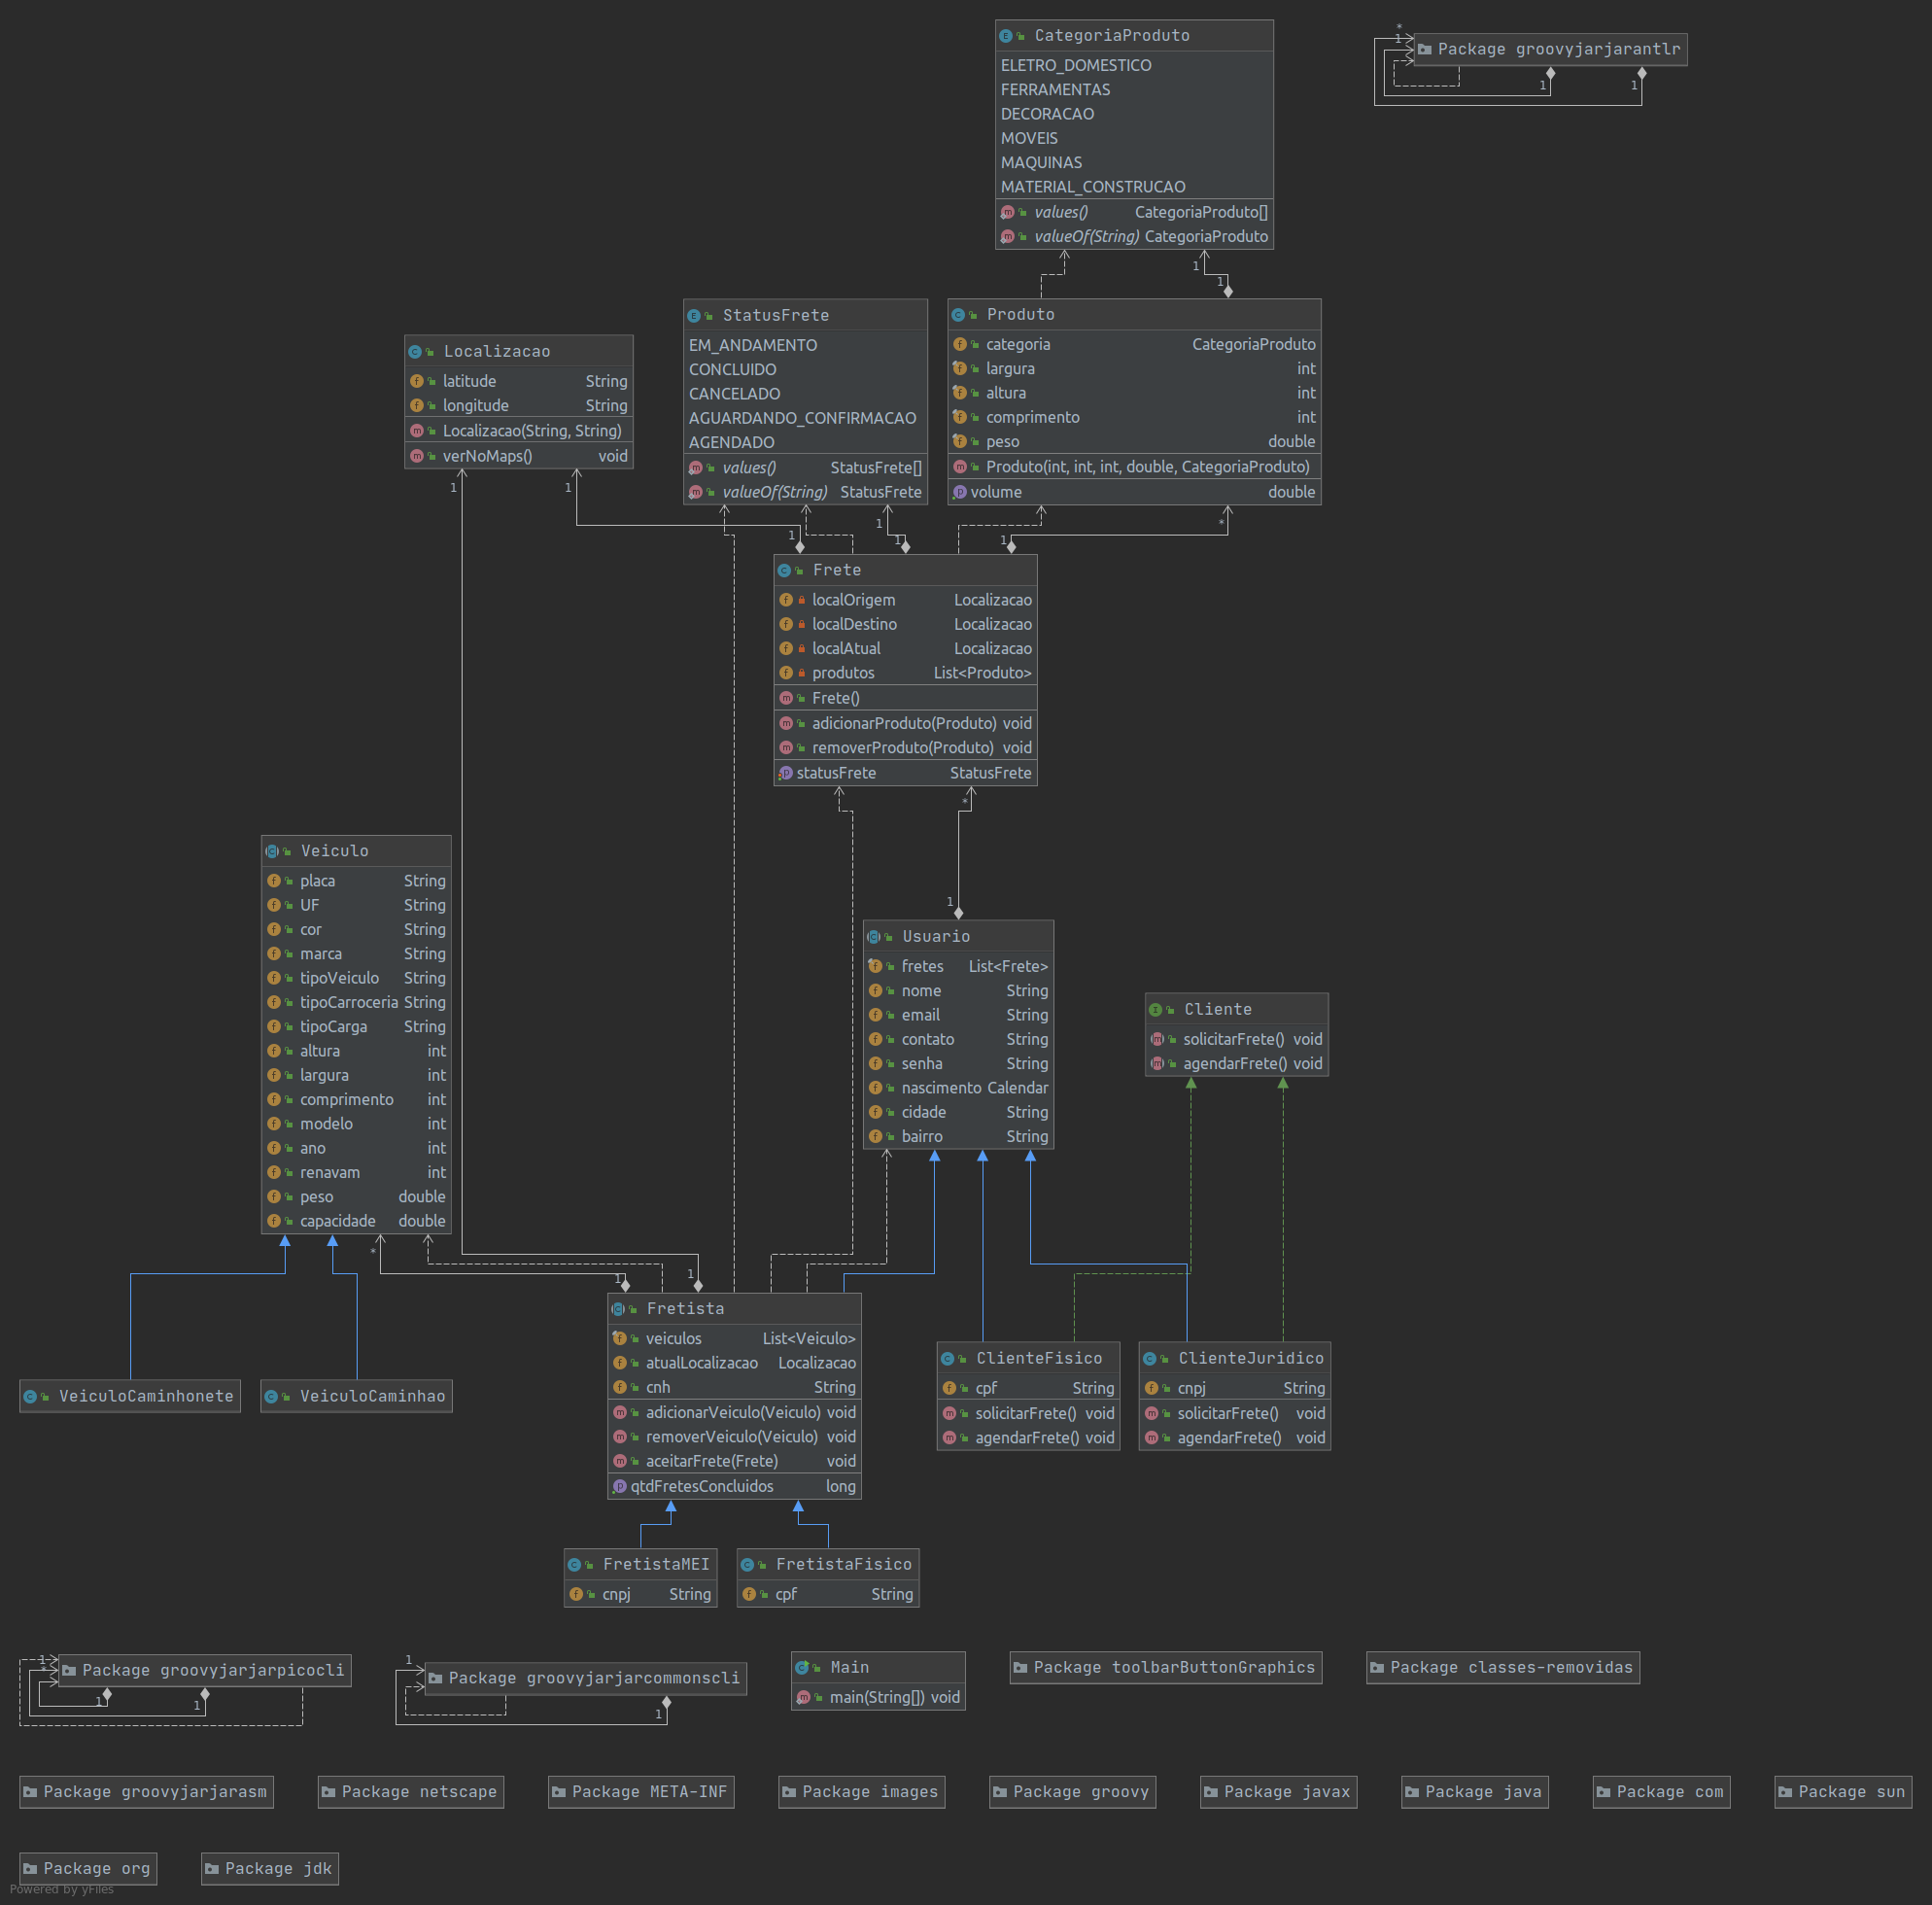 CategoriaProduto
ELETRO_DOMESTICO
FERRAMENTAS
DECORACAO
MOVEIS
MAQUINAS
MATERIAL_CONSTRUCAO
values() CategoriaProduto[]
valueOf(String) CategoriaProduto
*
1
Package groovyjarjarantlr
1
1
1
1
StatusFrete
EM_ANDAMENTO
CONCLUIDO
CANCELADO
AGUARDANDO_CONFIRMACAO
AGENDADO
values() StatusFrete[]
valueOf(String) StatusFrete
Produto
categoria CategoriaProduto
largura int
altura int
comprimento int
peso double
Produto(int, int, int, double, CategoriaProduto)
volume double
Localizacao
latitude String
longitude String
Localizacao(String, String)
verNoMaps() void
1
1
1
*
1
1
1
Frete
localOrigem Localizacao
localDestino Localizacao
localAtual Localizacao
produtos List<Produto>
Frete()
adicionarProduto(Produto) void
removerProduto(Produto) void
statusFrete StatusFrete
*
1
Veiculo
placa String
UF String
cor String
marca String
tipoVeiculo String
tipoCarroceria String
tipoCarga String
altura int
largura int
comprimento int
modelo int
ano int
renavam int
peso double
capacidade double
Usuario
fretes List<Frete>
nome String
email String
contato String
senha String
nascimento Calendar
cidade String
bairro String
Cliente
solicitarFrete() void
agendarFrete() void
*
1
1
Fretista
veiculos List<Veiculo>
atualLocalizacao Localizacao
cnh String
adicionarVeiculo(Veiculo) void
removerVeiculo(Veiculo) void
aceitarFrete(Frete) void
qtdFretesConcluidos long
ClienteFisico
cpf String
solicitarFrete() void
agendarFrete() void
ClienteJuridico
cnpj String
solicitarFrete() void
agendarFrete() void
VeiculoCaminhonete
VeiculoCaminhao
FretistaMEI
cnpj String
FretistaFisico
cpf String
1
*
Package groovyjarjarpicocli
1
1
1
Package groovyjarjarcommonscli
1
Main
main(String[]) void
Package toolbarButtonGraphics
Package classes-removidas
Package groovyjarjarasm
Package netscape
Package META-INF
Package images
Package groovy
Package javax
Package java
Package com
Package sun
Package org
Package jdk
Powered by yFiles